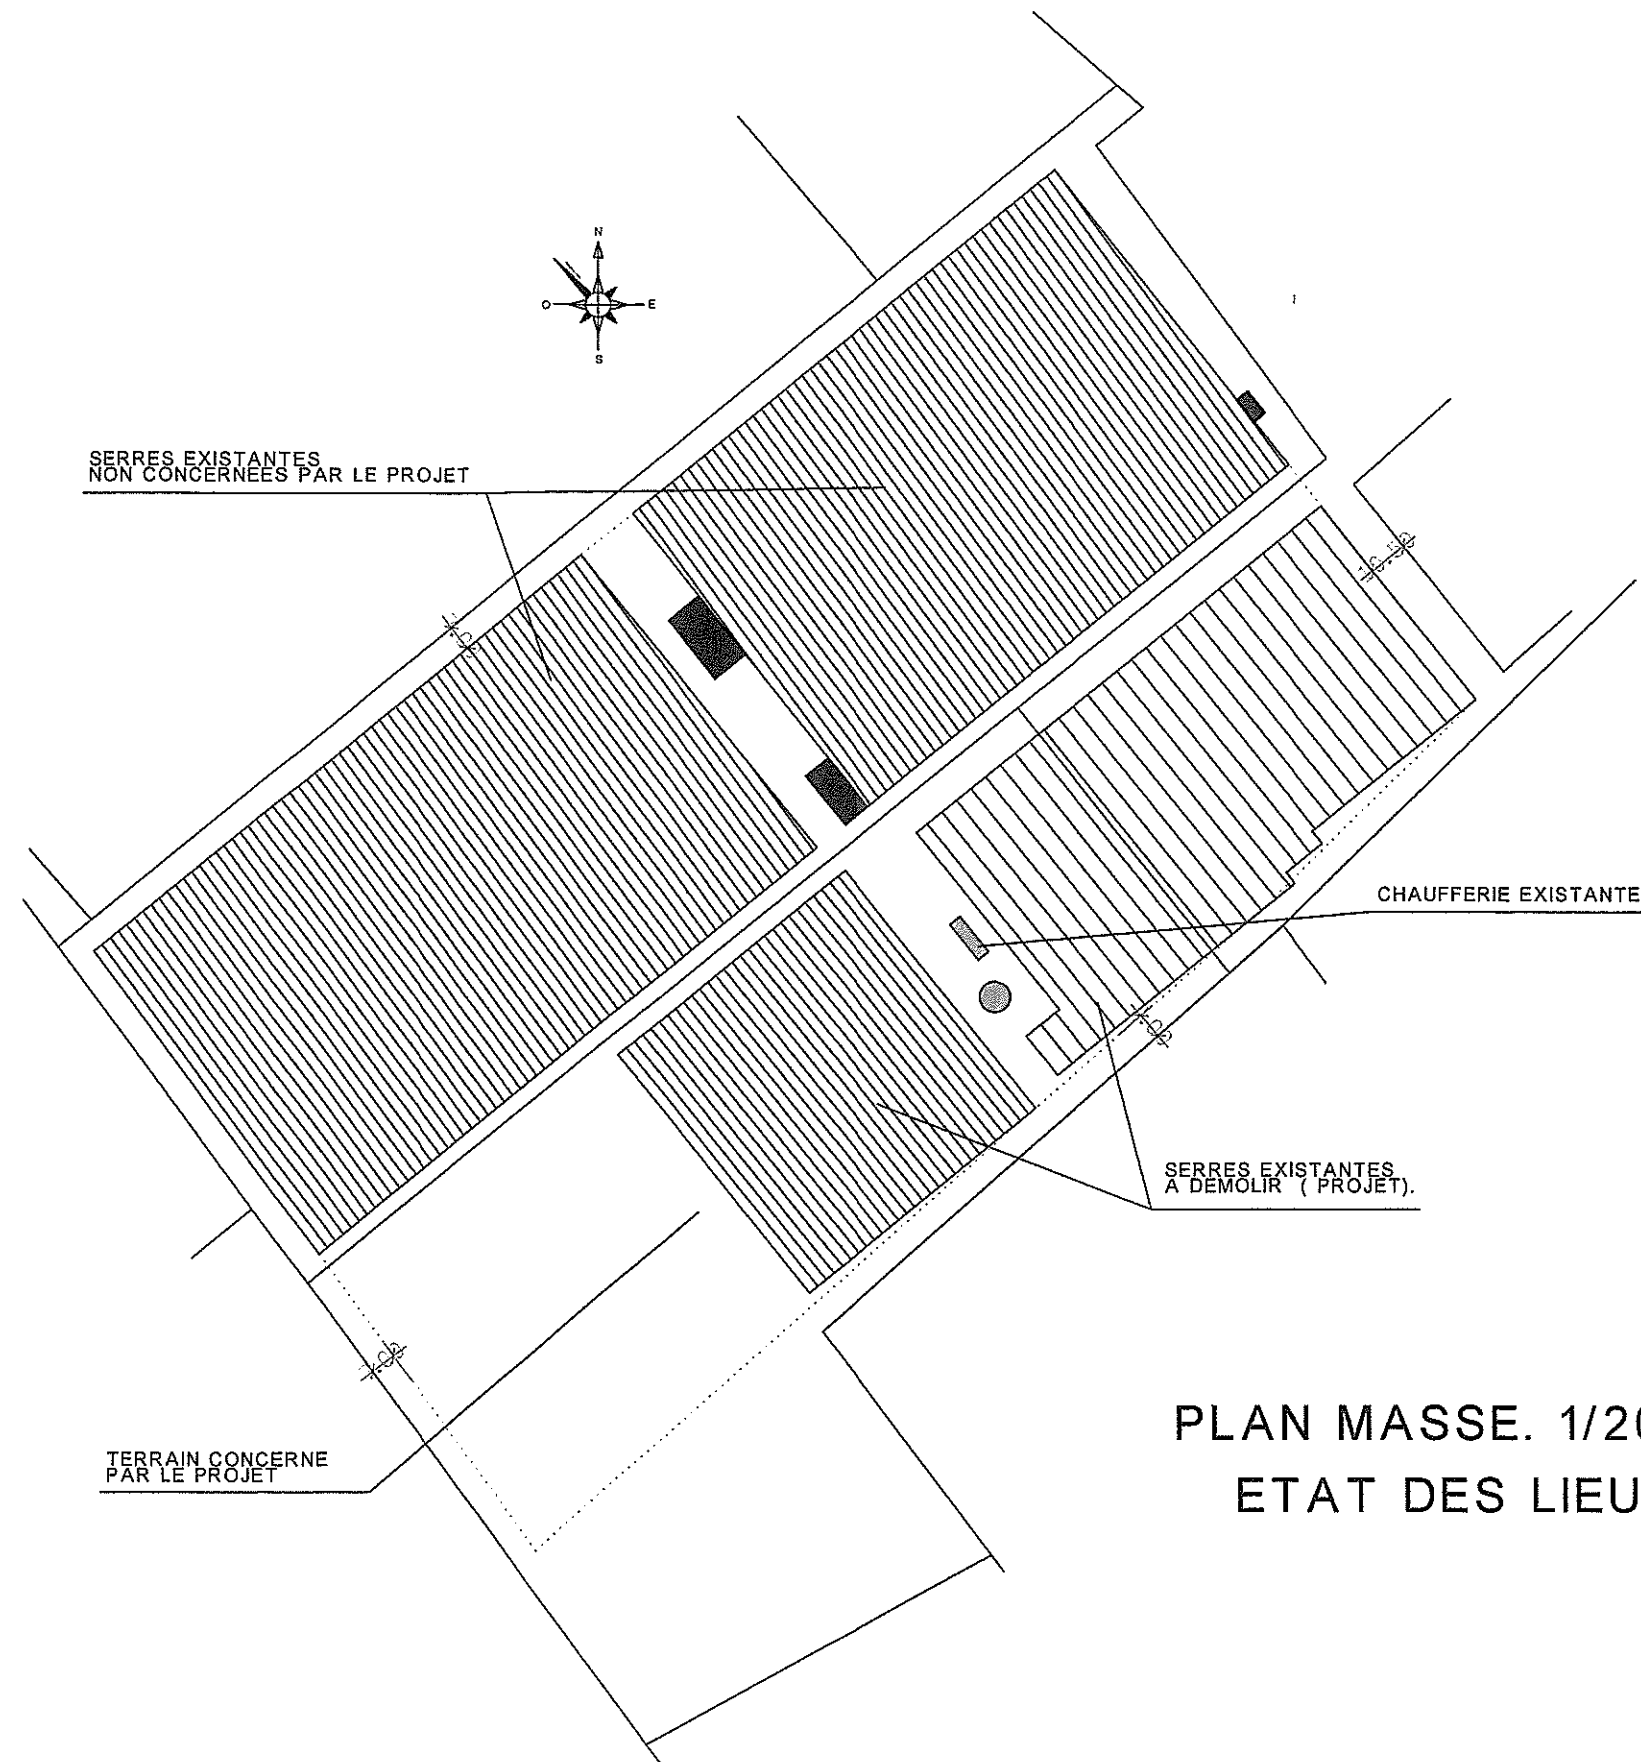 N
O
E
S
SERRES EXISTANTES
NON CONCERNEES PAR LE PROJET
CHAUFFERIE EXISTANTE
SERRES EXISTANTES
A DEMOLIR ( PROJET).
TERRAIN CONCERNE
PAR LE PROJET
PLAN MASSE. 1/20
ETAT DES LIEU